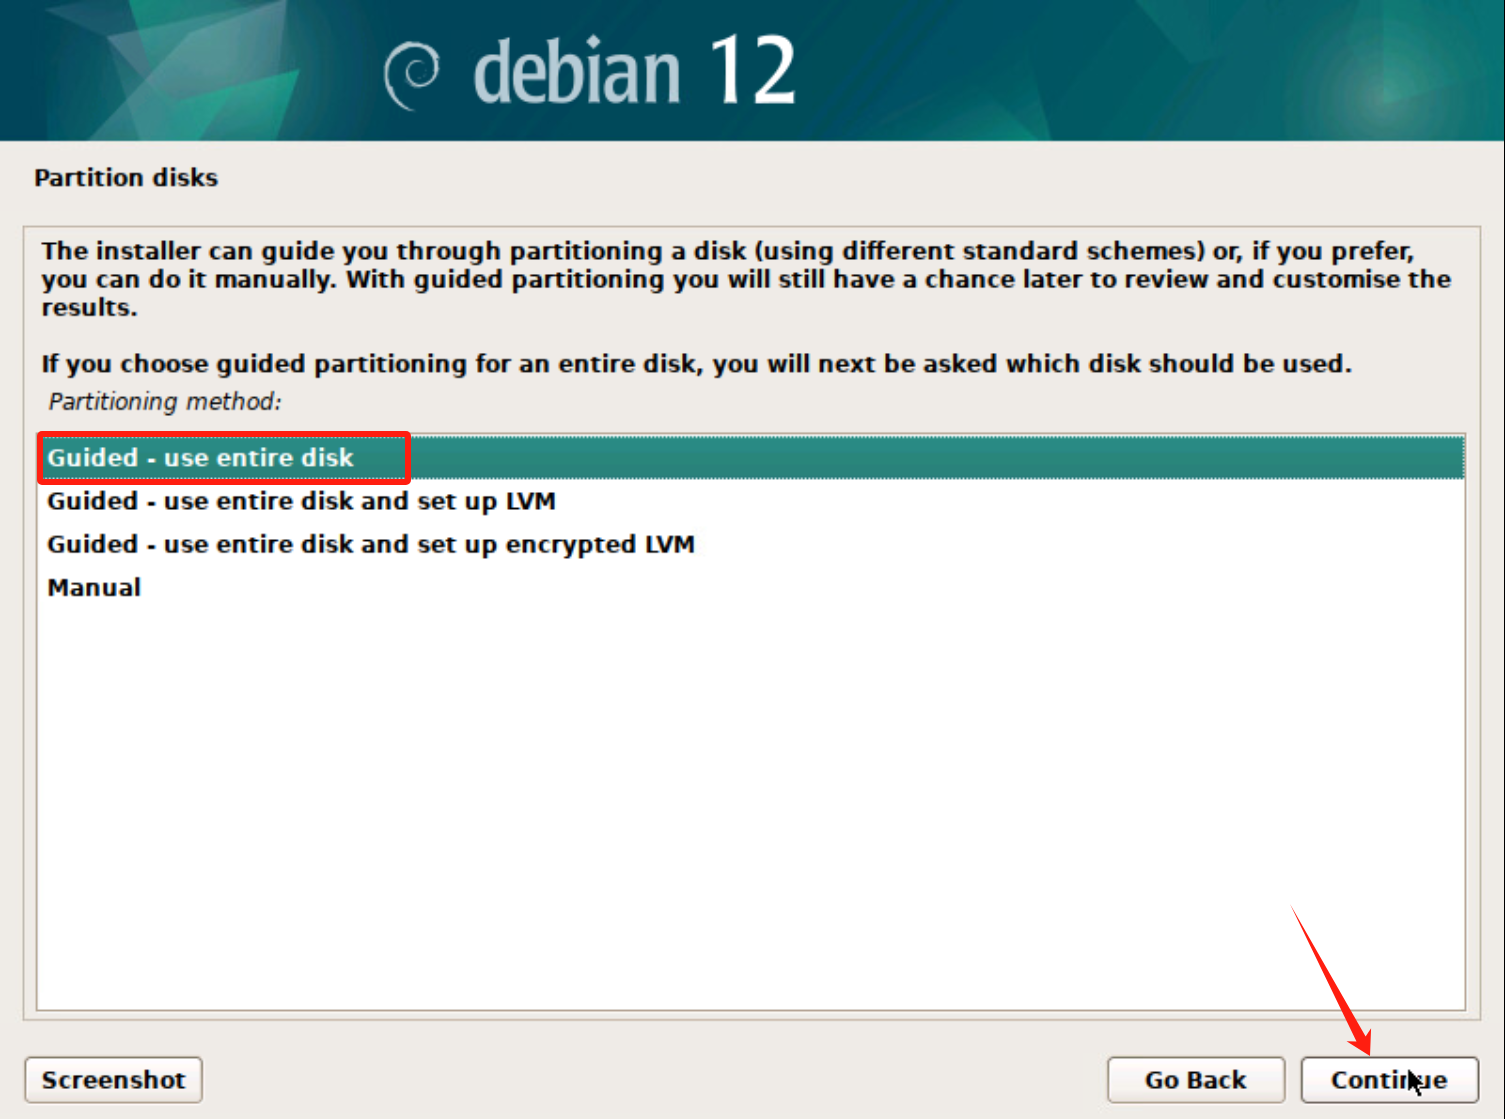 debian 12
Partition disks
The installer can guide you through partitioning a disk (using different standard schemes) or, if you prefer,
you can do it manually. With guided partitioning you will still have a chance later to review and customise the
results.
If you choose guided partitioning for an entire disk, you will next be asked which disk should be used.
Partitioning method:
Guided - use entire disk
Guided - use entire disk and set up LVM
Guided - use entire disk and set up encrypted LVM
Manual
Screenshot
Go Back
Continue